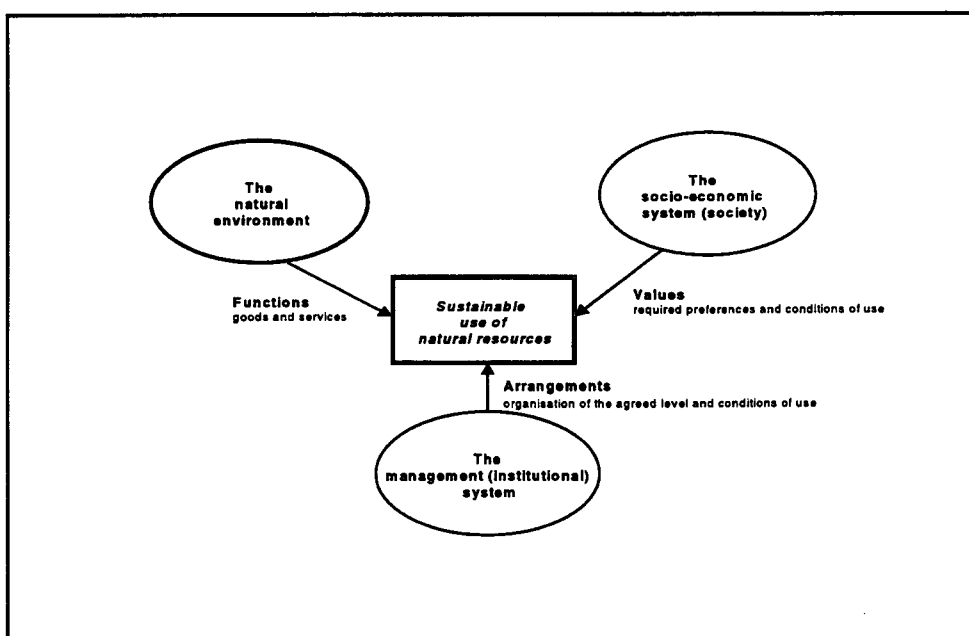 The
natural
environment
The
socio-economic
system (society)
Functions
goods and services
Sustainable
use of
natural resources
Values
required preferences and conditions of use
Arrangements
organisation of the agreed level and conditions of use
The
management (institutional)
system